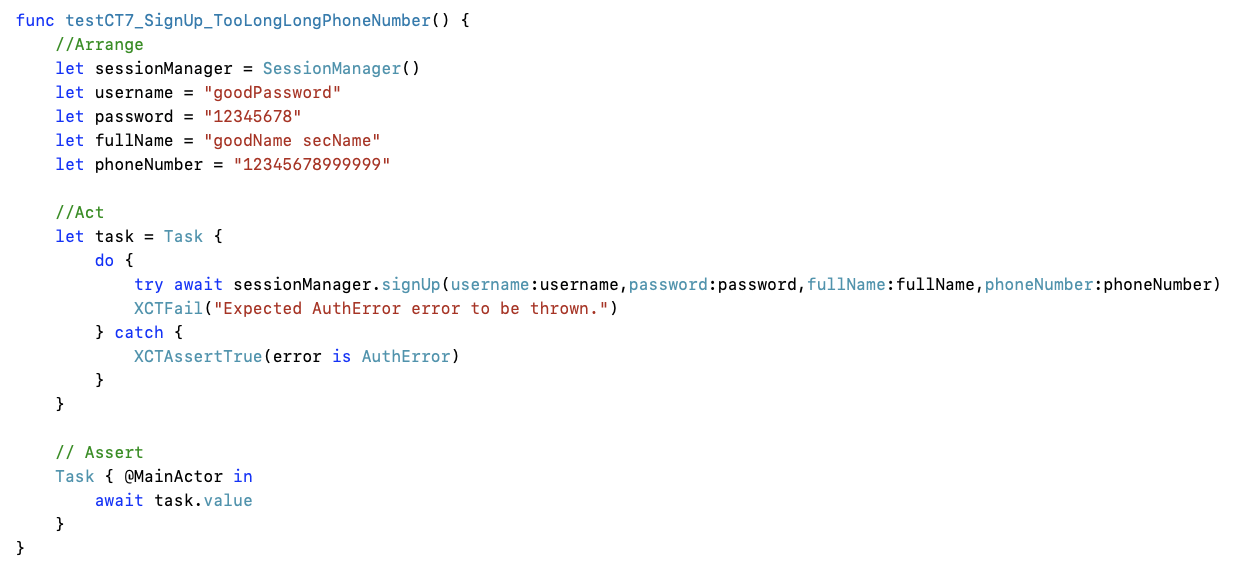 func testCT7_SignUp_TooLongLongPhoneNumber() {
    //Arrange
    let sessionManager = SessionManager()
    let username = "goodPassword"
    let password = "12345678"
    let fullName = "goodName secName"
    let phoneNumber = "12345678999999"

    //Act
    let task = Task {
        do {
            try await sessionManager.signUp(username:username,password:password,fullName:fullName,phoneNumber:phoneNumber)
            XCTFail("Expected AuthError error to be thrown.")
        } catch {
            XCTAssertTrue(error is AuthError)
        }
    }

    // Assert
    Task { @MainActor in
        await task.value
    }
}